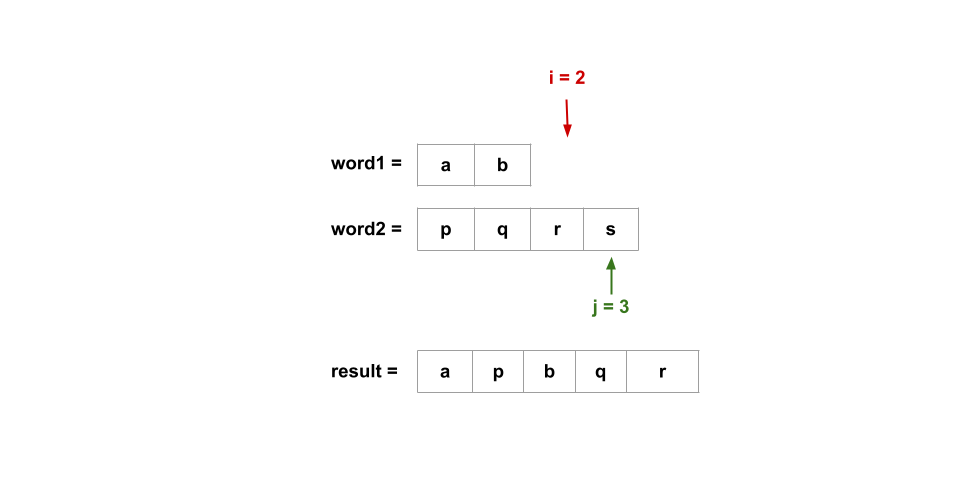 i = 2
word1 = a b
word2 = p q r s
j = 3
result = a p b q r